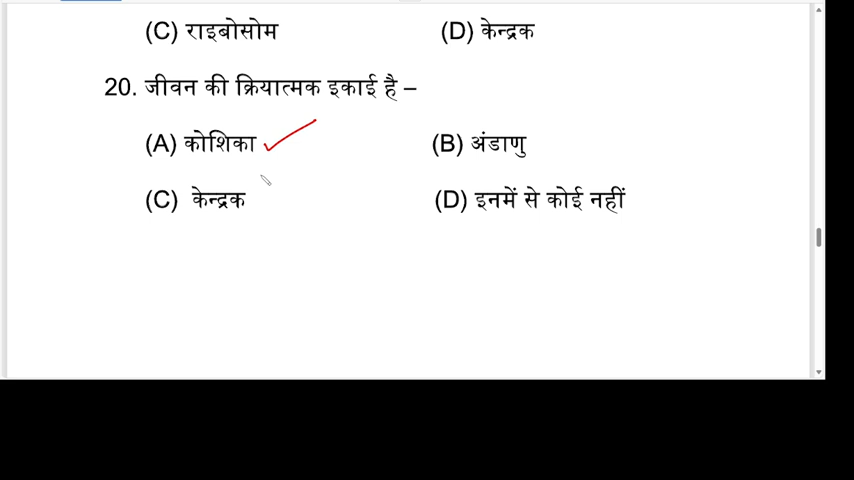 (C) राइबोसोम (D) केन्द्रक
20. जीवन की क्रियात्मक इकाई है –
(A) कोशिका (B) अंडाणु
(C) केन्द्रक (D) इनमें से कोई नहीं